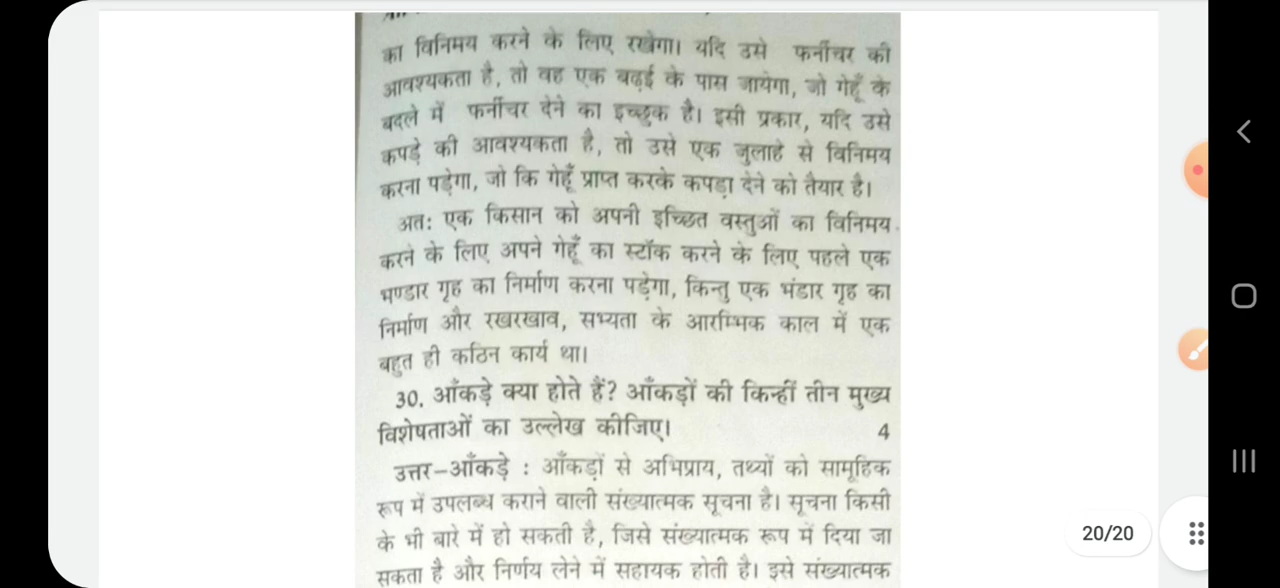 का विनिमय करने के लिए रखेगा। यदि उसे फर्नीचर की
आवश्यकता है, तो वह एक बढ़ई के पास जायेगा, जो गेहूँ के
बदले में फर्नीचर देने का इच्छुक है। इसी प्रकार, यदि उसे
कपड़े की आवश्यकता है, तो उसे एक जुलाहे से विनिमय
करना पड़ेगा, जो कि गेहूँ प्राप्त करके कपड़ा देने को तैयार है।
अतः एक किसान को अपनी इच्छित वस्तुओं का विनिमय
करने के लिए अपने गेहूँ का स्टॉक करने के लिए पहले एक
भण्डार गृह का निर्माण करना पड़ेगा, किन्तु एक भंडार गृह का
निर्माण और रखरखाव, सभ्यता के आरम्भिक काल में एक
बहुत ही कठिन कार्य था।
30. आँकड़े क्या होते हैं? आँकड़ों की किन्हीं तीन मुख्य
विशेषताओं का उल्लेख कीजिए। 4
उत्तर–आँकड़े : आँकड़ों से अभिप्राय, तथ्यों को सामूहिक
रूप में उपलब्ध कराने वाली संख्यात्मक सूचना है। सूचना किसी
के भी बारे में हो सकती है, जिसे संख्यात्मक रूप में दिया जा
सकता है और निर्णय लेने में सहायक होती है। इसे संख्यात्मक
20/20